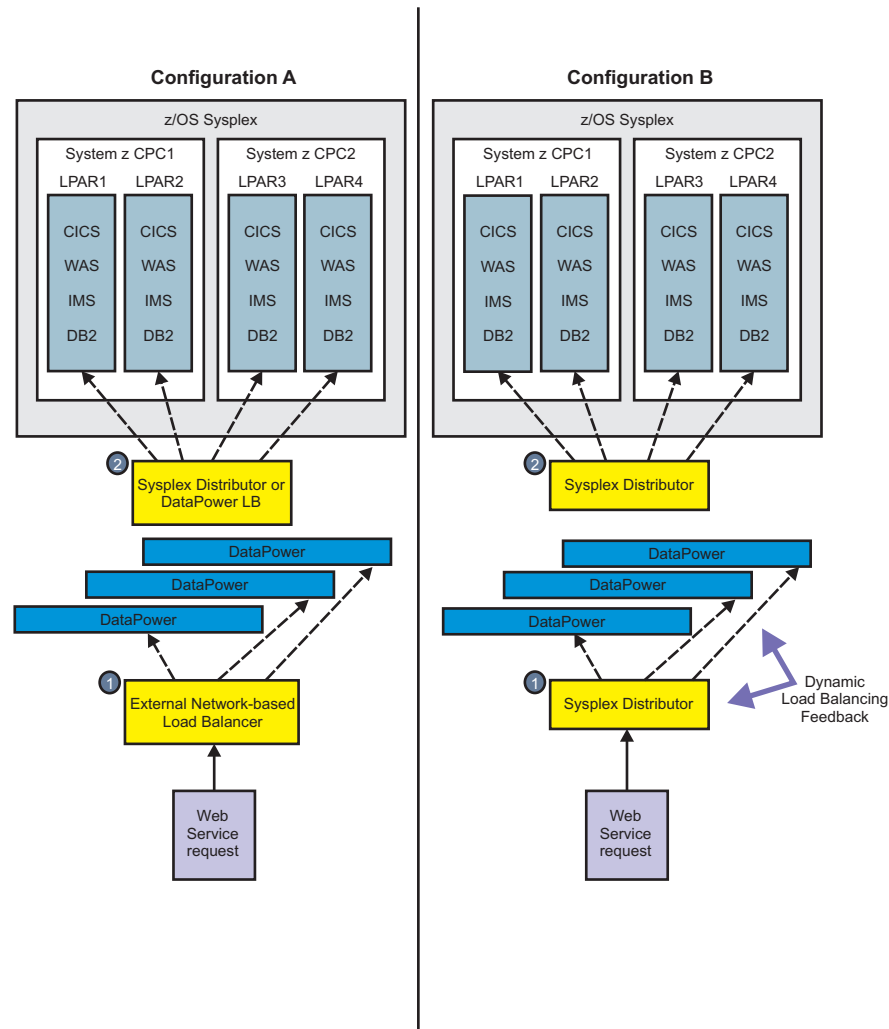 Configuration A
z/OS Sysplex
System z CPC1
System z CPC2
LPAR1
LPAR2
LPAR3
LPAR4
CICS
WAS
IMS
DB2
CICS
WAS
IMS
DB2
CICS
WAS
IMS
DB2
CICS
WAS
IMS
DB2
2
Sysplex Distributor or
DataPower LB
DataPower
DataPower
DataPower
1
External Network-based
Load Balancer
Web
Service
request
Configuration B
z/OS Sysplex
System z CPC1
System z CPC2
LPAR1
LPAR2
LPAR3
LPAR4
CICS
WAS
IMS
DB2
CICS
WAS
IMS
DB2
CICS
WAS
IMS
DB2
CICS
WAS
IMS
DB2
2
Sysplex Distributor
DataPower
DataPower
DataPower
1
Sysplex Distributor
Dynamic
Load Balancing
Feedback
Web
Service
request